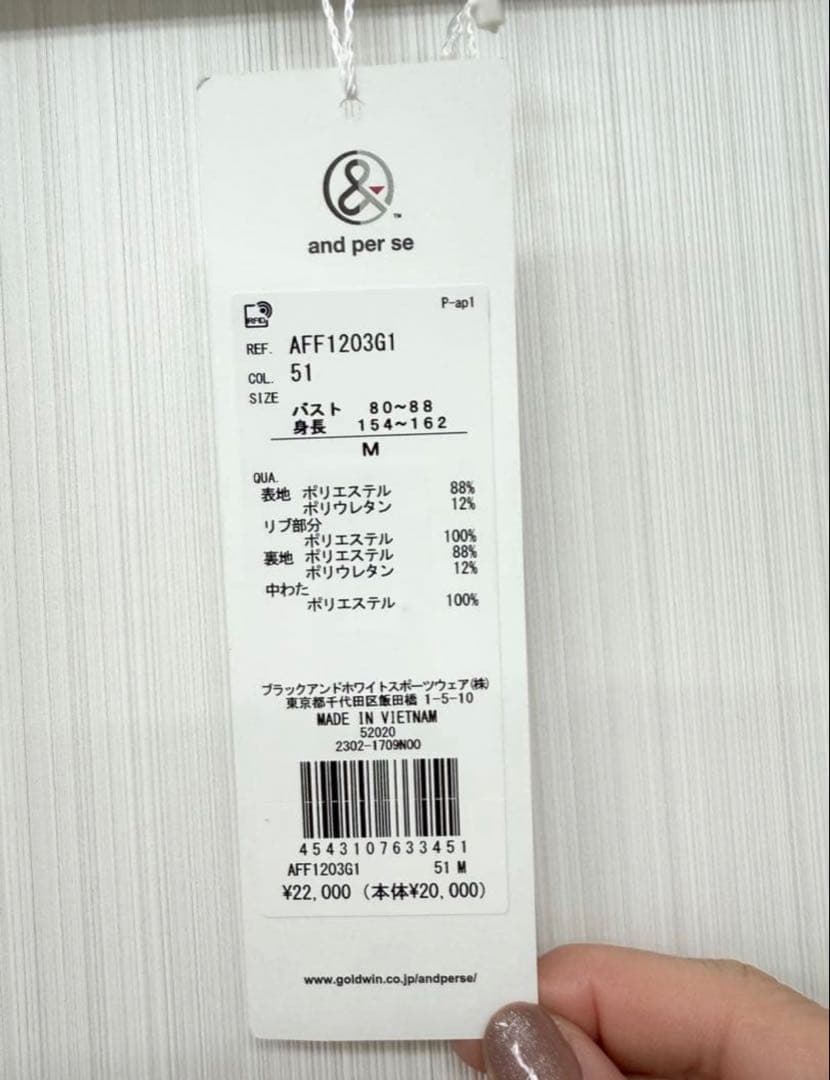 &
™
and per se
P-ap1
RFID
REF. AFF1203G1
COL. 51
SIZE
バスト 80~88
身長 154~162
M
QUA.
表地 ポリエステル 88%
ポリウレタン 12%
リブ部分
ポリエステル 100%
裏地 ポリエステル 88%
ポリウレタン 12%
中わた
ポリエステル 100%
ブラックアンドホワイトスポーツウェア(株)
東京都千代田区飯田橋 1-5-10
MADE IN VIETNAM
52020
2302-1709N00
4543107633451
AFF1203G1 51 M
¥22,000 (本体¥20,000)
www.goldwin.co.jp/andperse/